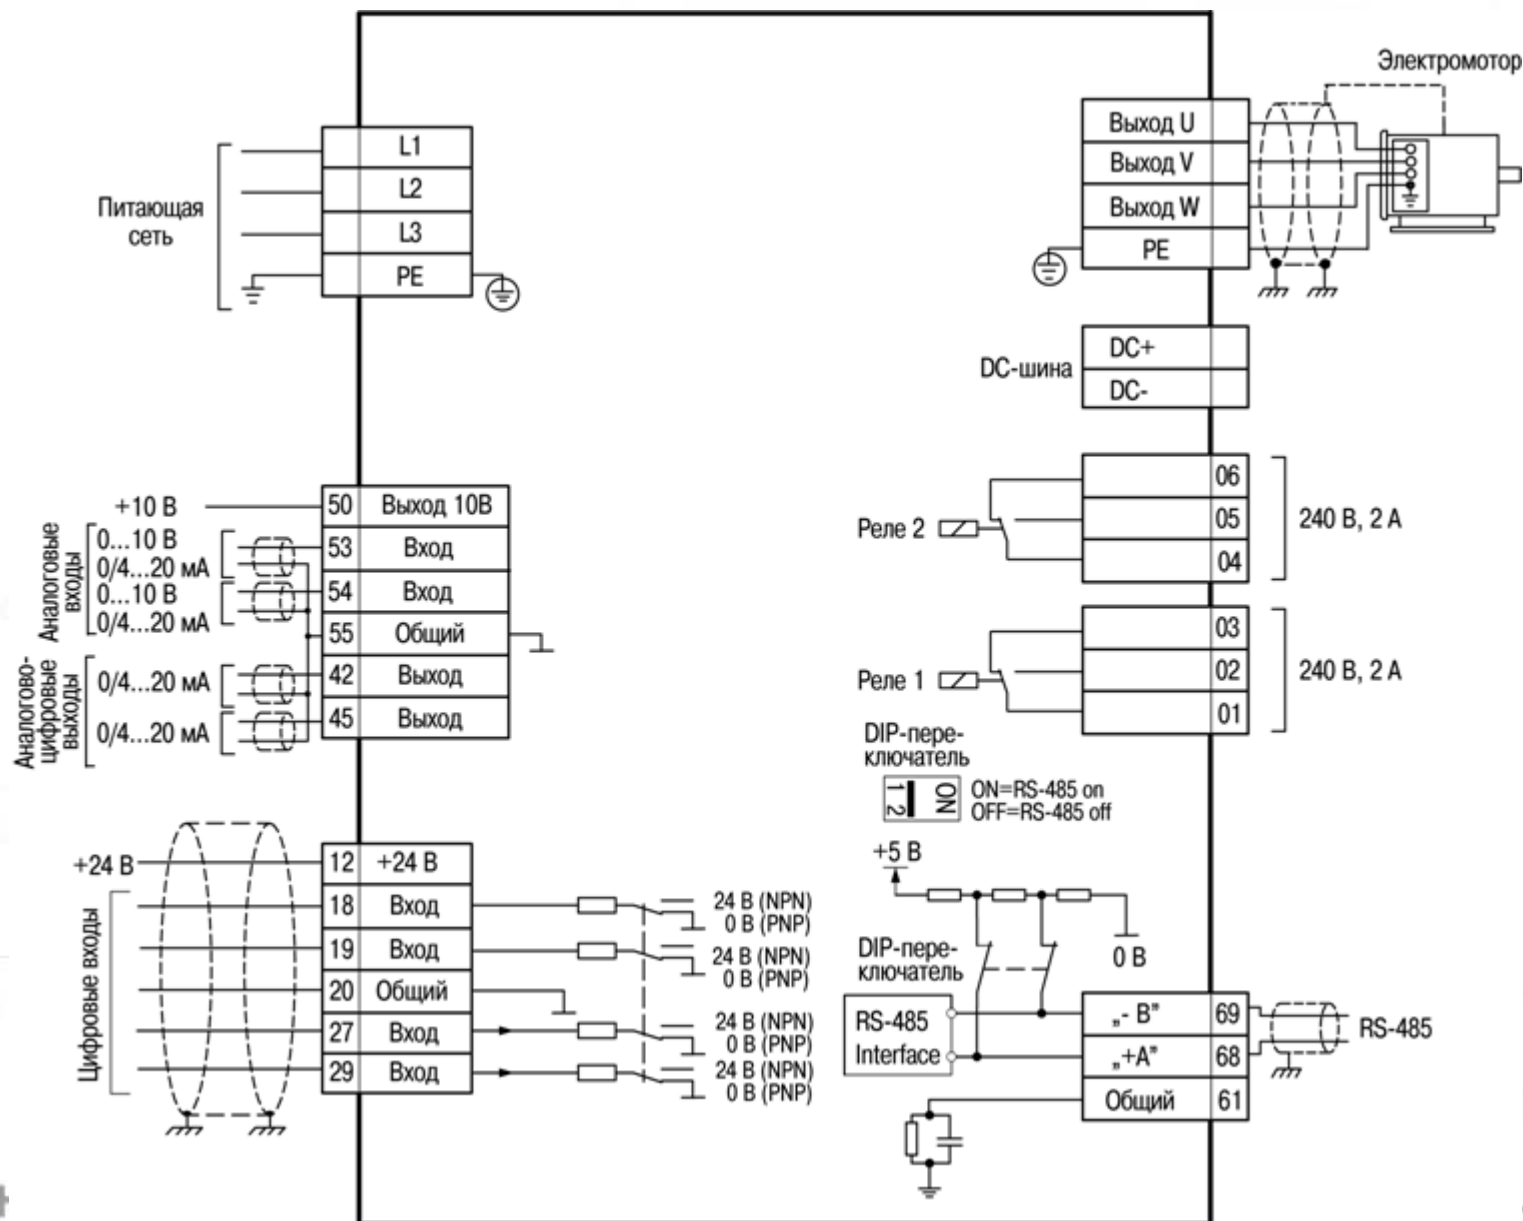 Электромотор
Питающая
сеть
L1
L2
L3
PE
Выход U
Выход V
Выход W
PE
DC-шина
DC+
DC-
+10 В
50 Выход 10В
Аналоговые
входы
0...10 В
0/4...20 мА
0...10 В
0/4...20 мА
53 Вход
54 Вход
55 Общий
Аналогово-
цифровые
выходы
0/4...20 мА
0/4...20 мА
42 Выход
45 Выход
Реле 2
06
05
04
240 В, 2 А
Реле 1
03
02
01
240 В, 2 А
DIP-пере-
ключатель
1 2 ON
ON=RS-485 on
OFF=RS-485 off
+24 В
12 +24 В
Цифровые входы
18 Вход
19 Вход
20 Общий
27 Вход
29 Вход
24 В (NPN)
0 В (PNP)
24 В (NPN)
0 В (PNP)
24 В (NPN)
0 В (PNP)
24 В (NPN)
0 В (PNP)
+5 В
0 В
DIP-пере-
ключатель
RS-485
Interface
„- B” 69
„+A” 68
Общий 61
RS-485